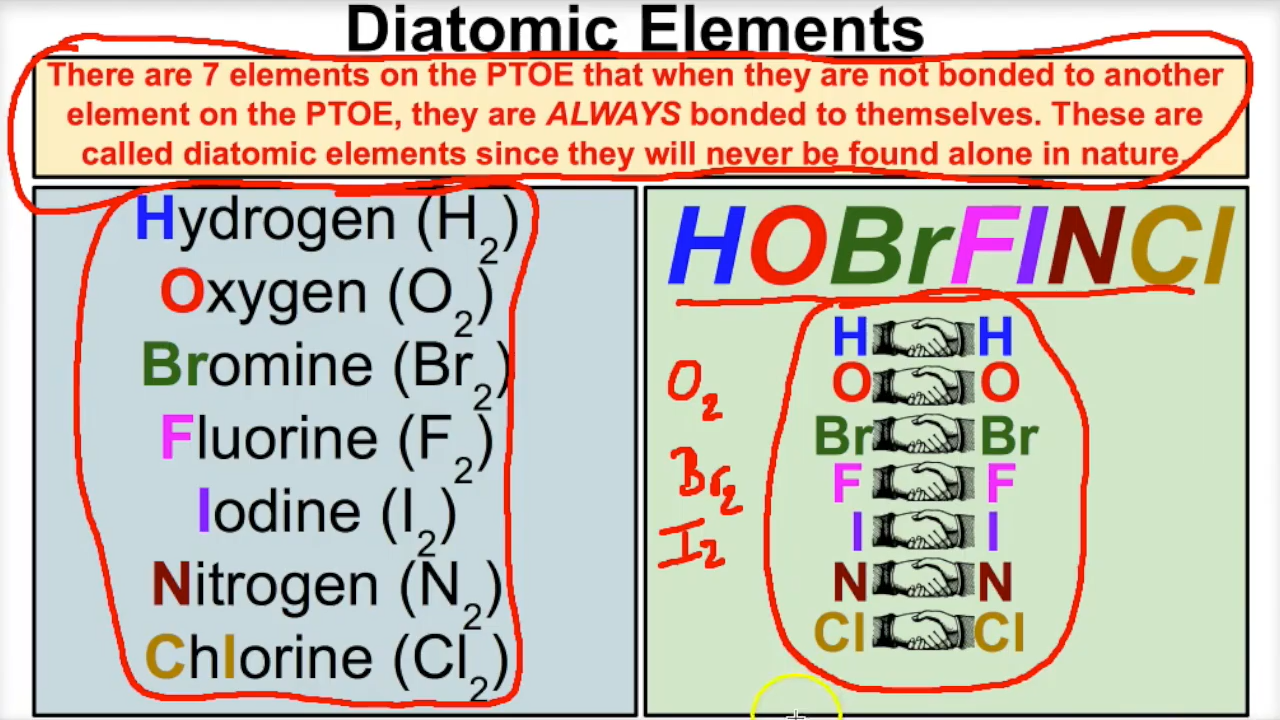 Diatomic Elements
There are 7 elements on the PTOE that when they are not bonded to another
element on the PTOE, they are ALWAYS bonded to themselves. These are
called diatomic elements since they will never be found alone in nature.
Hydrogen (H₂)
Oxygen (O₂)
Bromine (Br₂)
Fluorine (F₂)
Iodine (I₂)
Nitrogen (N₂)
Chlorine (Cl₂)
HOBrFINCl
H H
O O
Br Br
F F
I I
N N
Cl Cl
O₂
Br₂
I₂